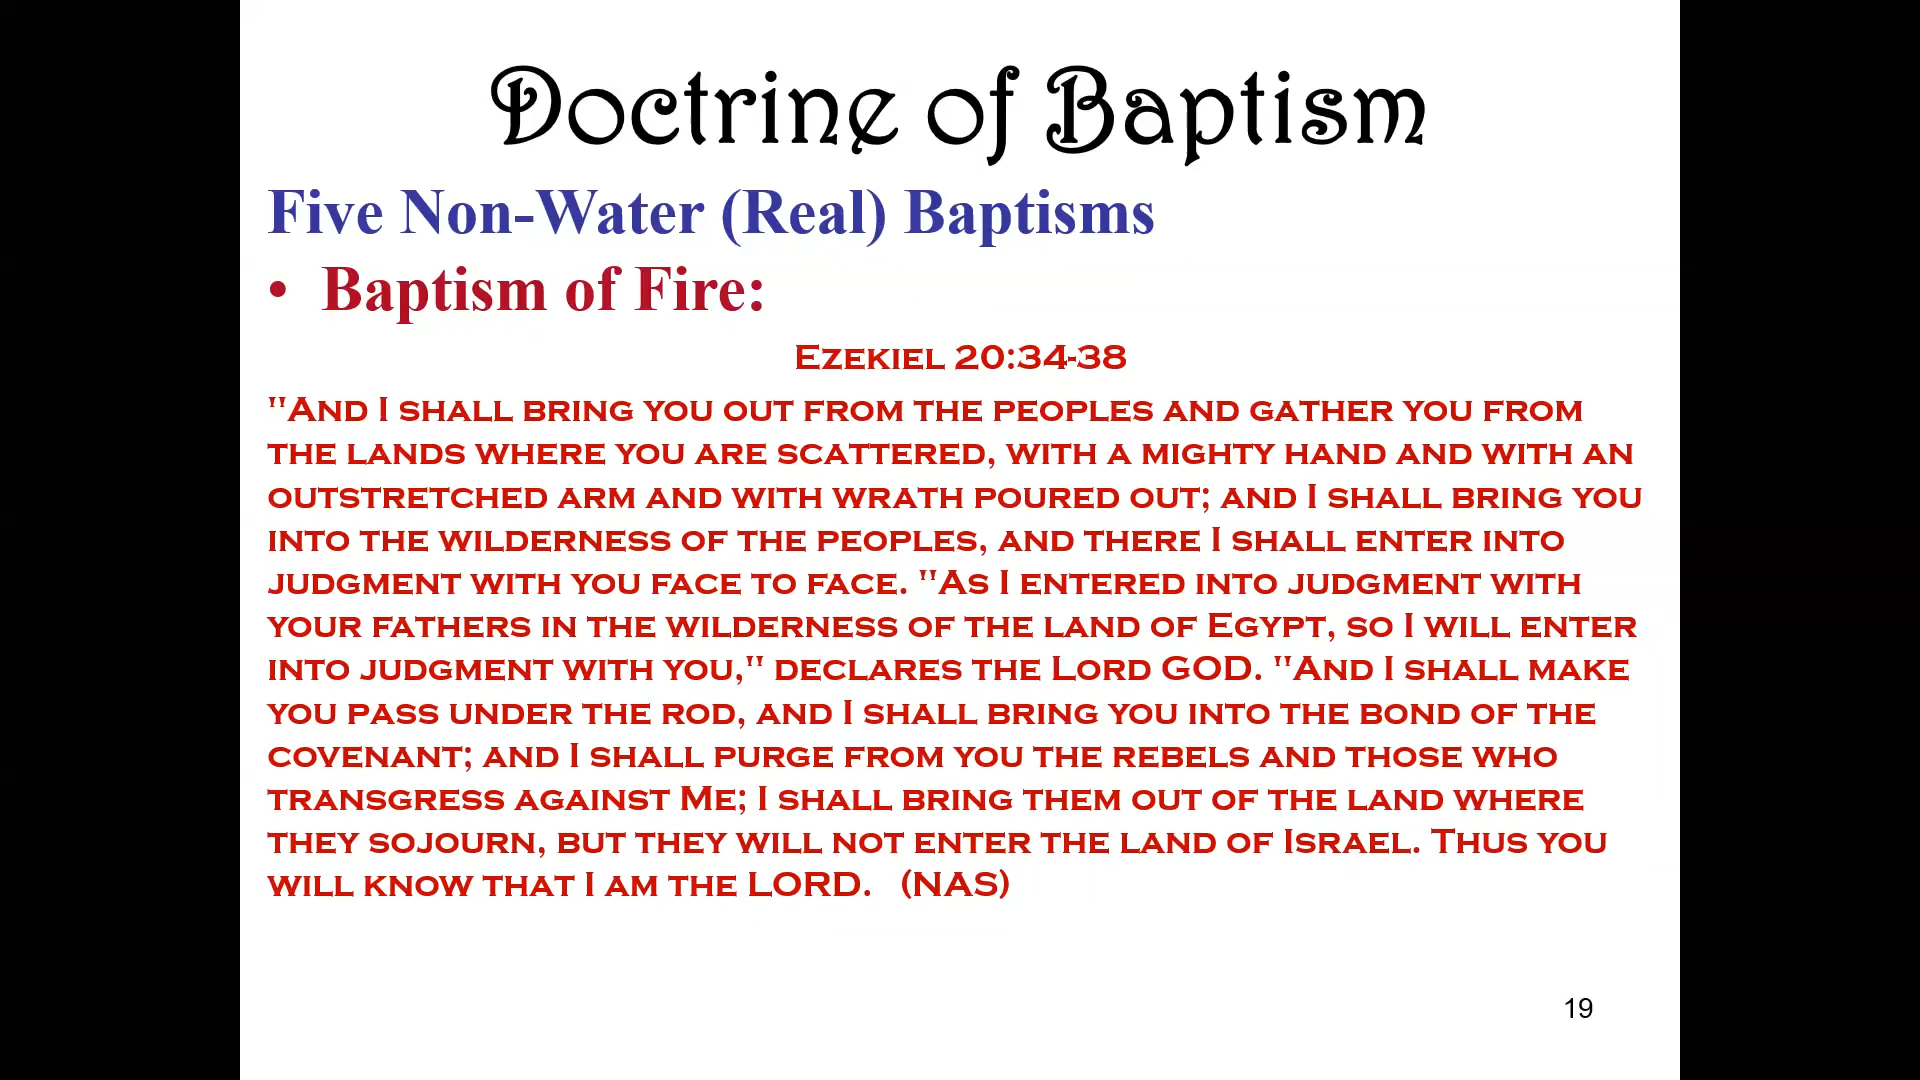 Doctrine of Baptism
Five Non-Water (Real) Baptisms
• Baptism of Fire:
Ezekiel 20:34-38
"And I shall bring you out from the peoples and gather you from
the lands where you are scattered, with a mighty hand and with an
outstretched arm and with wrath poured out; and I shall bring you
into the wilderness of the peoples, and there I shall enter into
judgment with you face to face. "As I entered into judgment with
your fathers in the wilderness of the land of Egypt, so I will enter
into judgment with you," declares the Lord GOD. "And I shall make
you pass under the rod, and I shall bring you into the bond of the
covenant; and I shall purge from you the rebels and those who
transgress against Me; I shall bring them out of the land where
they sojourn, but they will not enter the land of Israel. Thus you
will know that I am the LORD. (NAS)
19